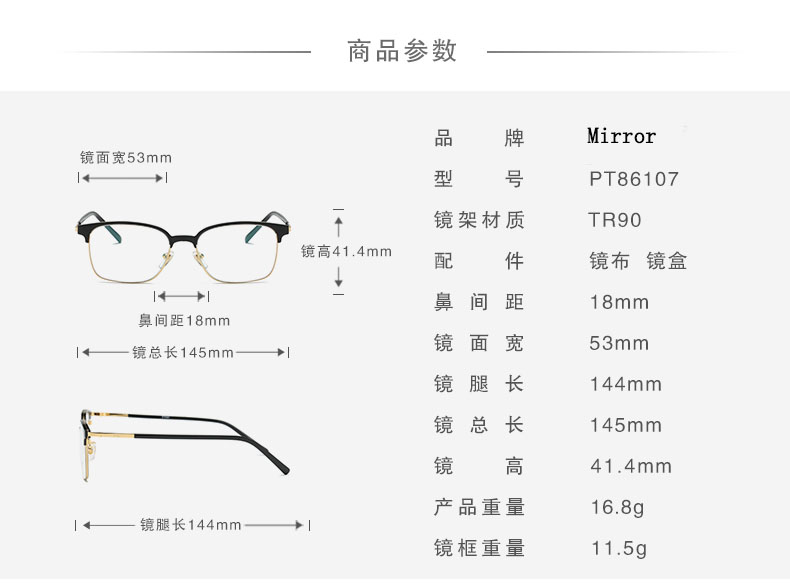 商品参数
镜面宽53mm
镜高41.4mm
鼻间距18mm
镜总长145mm
镜腿长144mm
品 牌 Mirror
型 号 PT86107
镜架材质 TR90
配 件 镜布 镜盒
鼻间距 18mm
镜面宽 53mm
镜腿长 144mm
镜总长 145mm
镜 高 41.4mm
产品重量 16.8g
镜框重量 11.5g